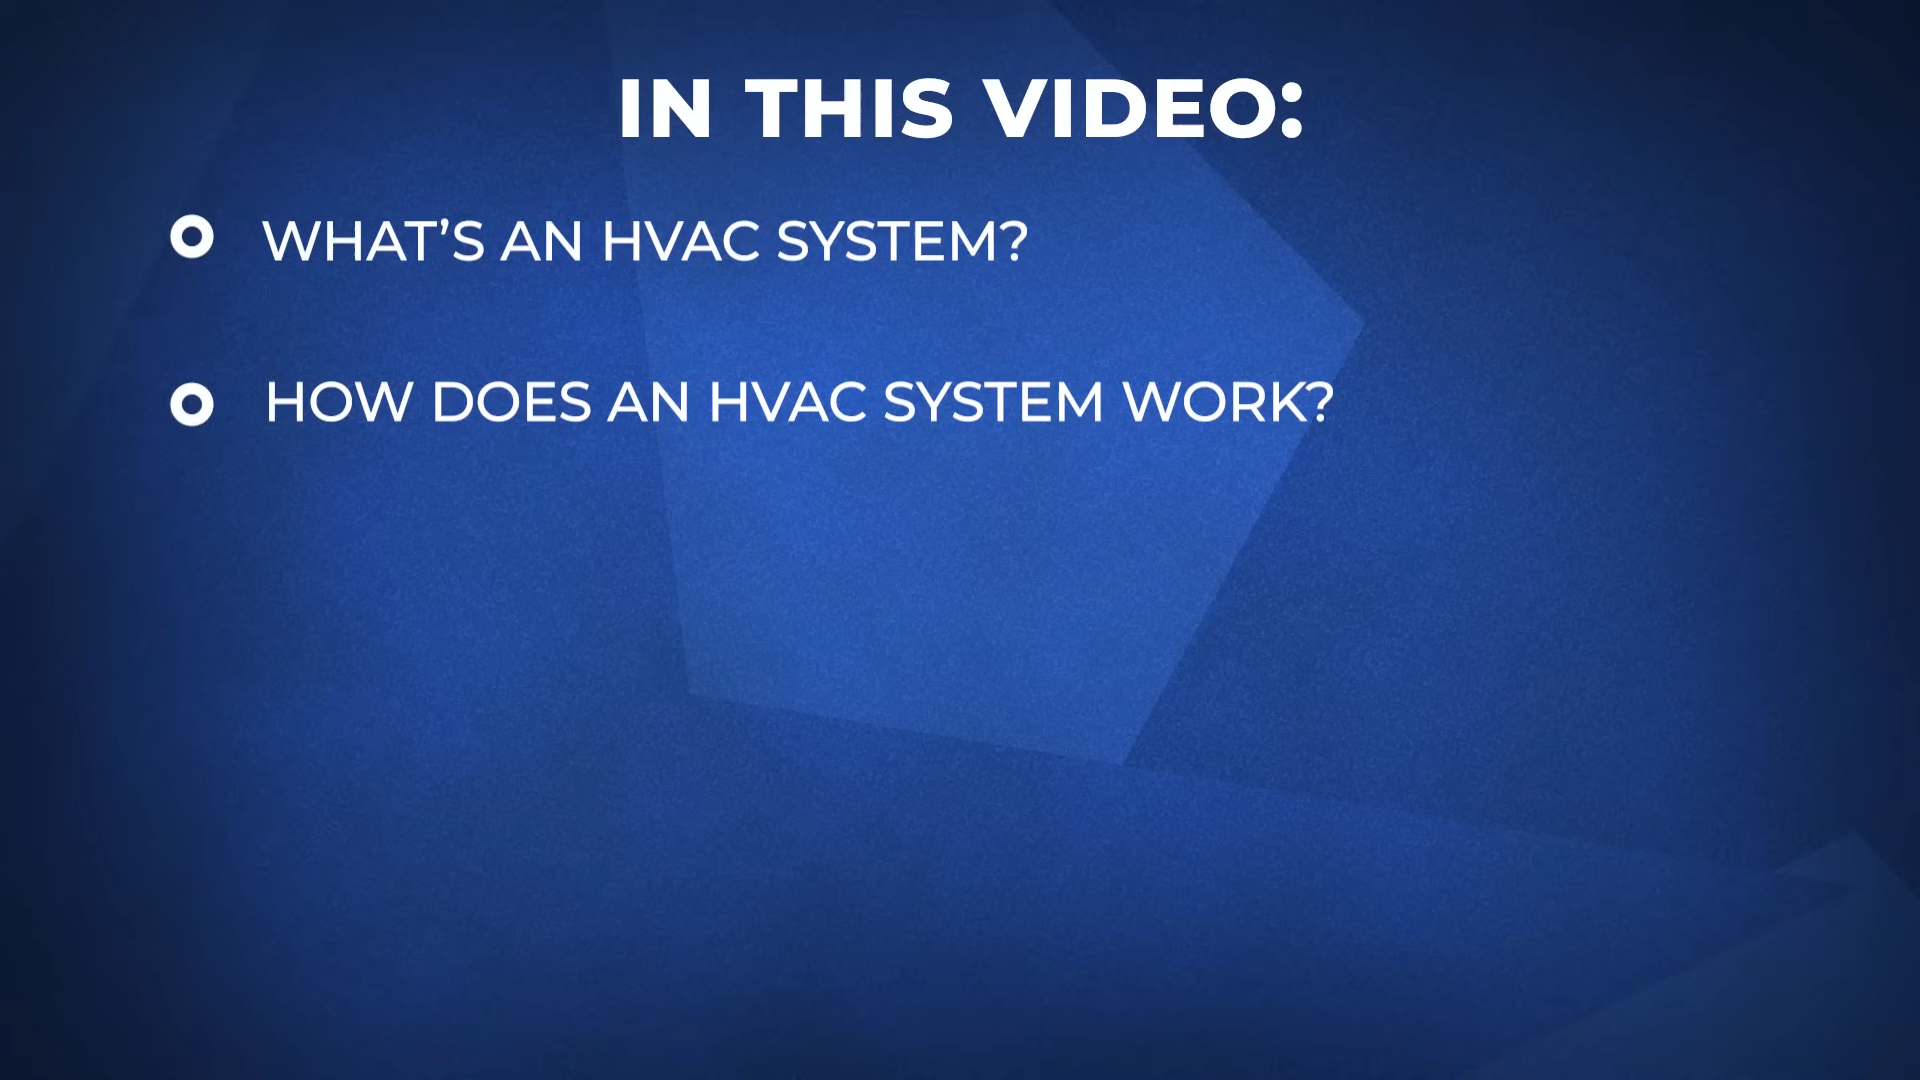 IN THIS VIDEO:
WHAT’S AN HVAC SYSTEM?
HOW DOES AN HVAC SYSTEM WORK?